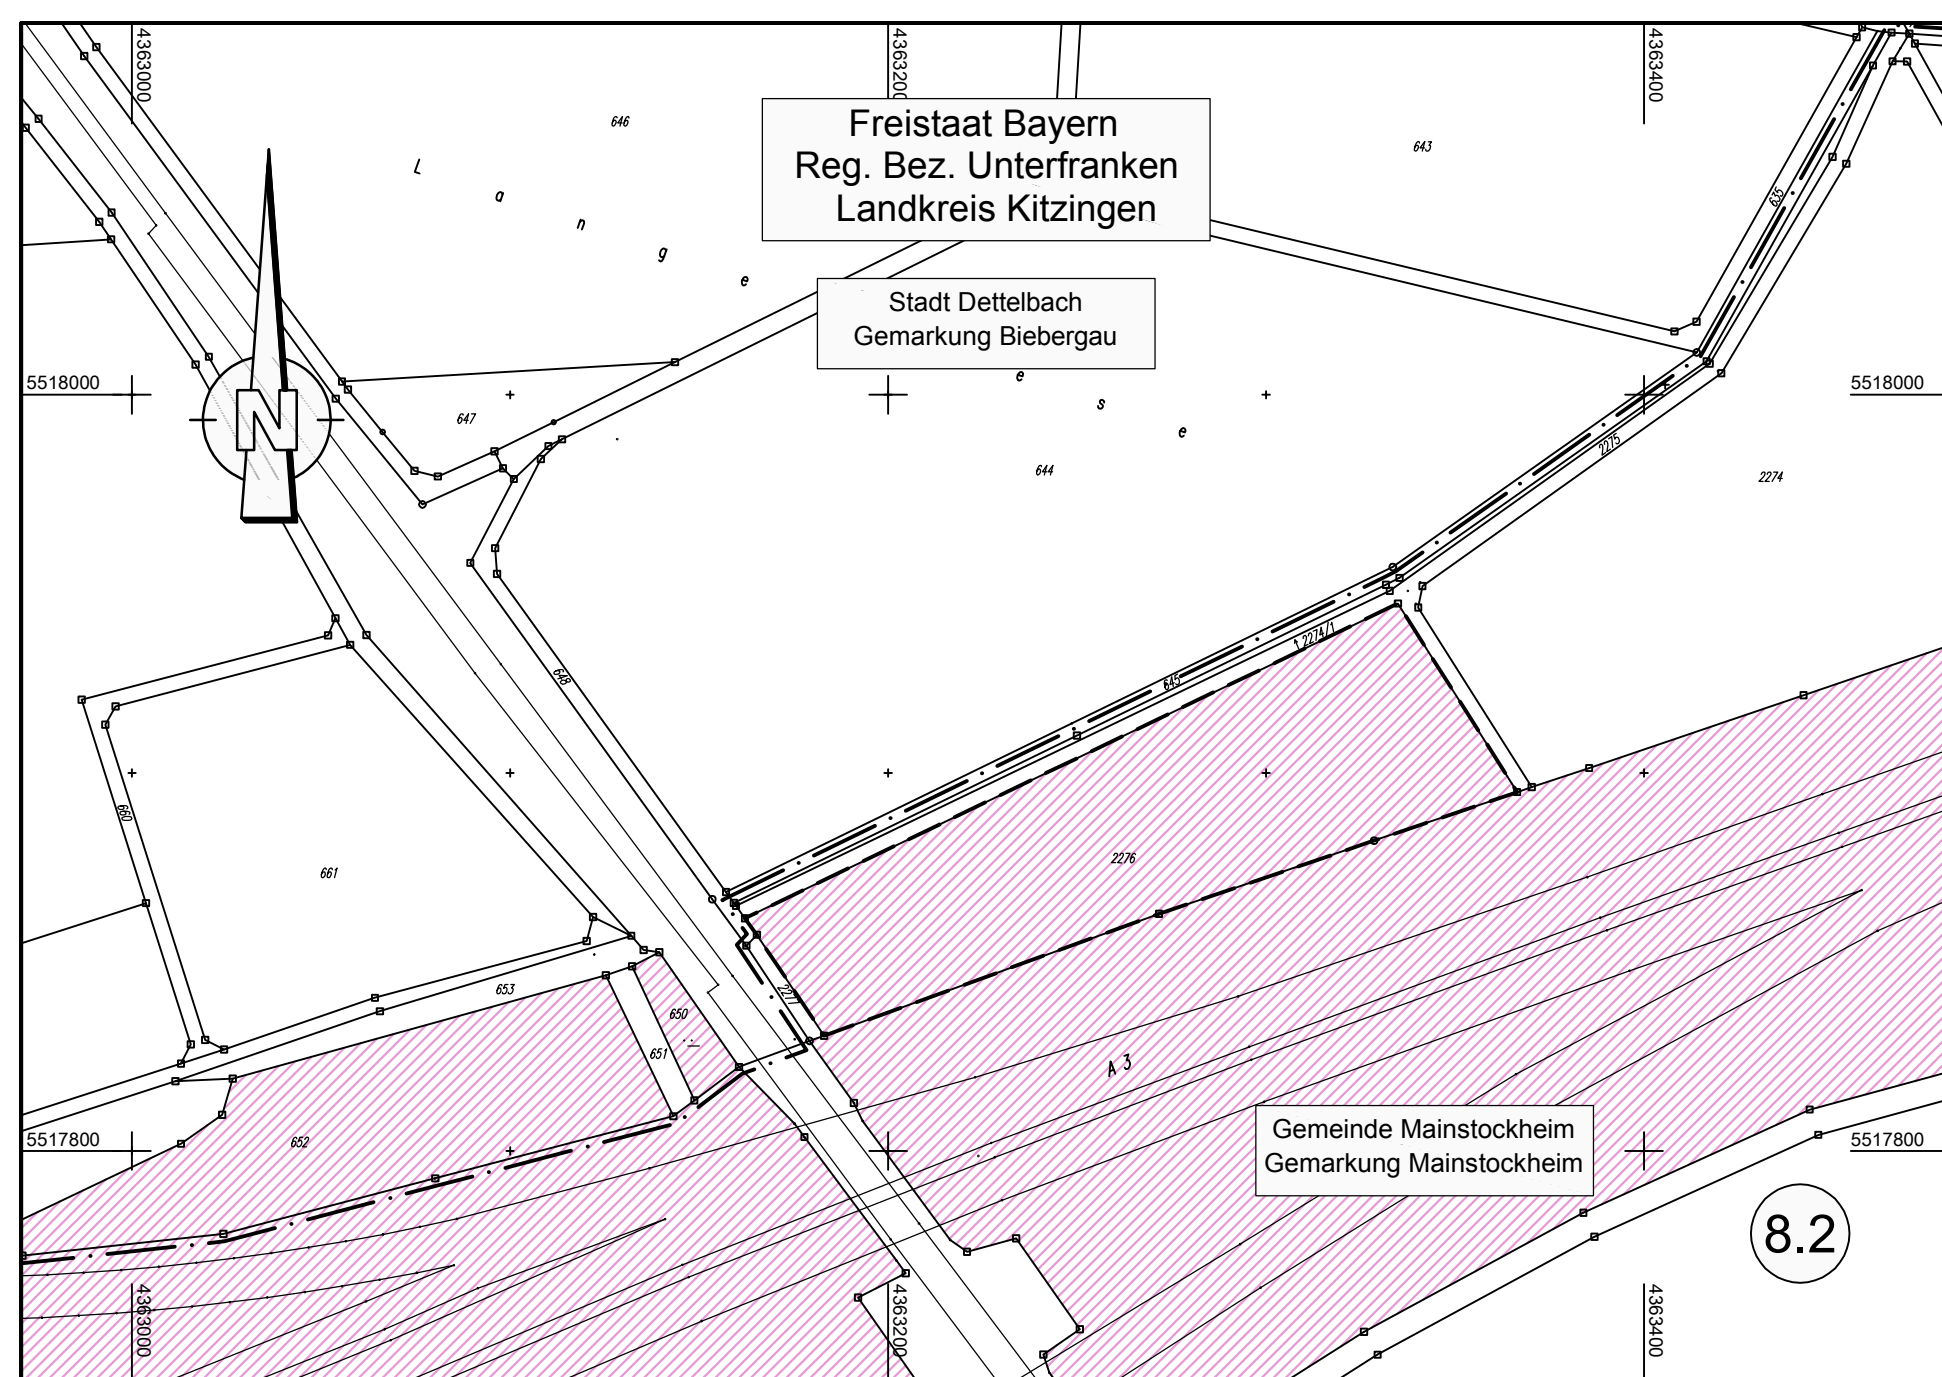 4363000
4363200
4363400
646
Freistaat Bayern
Reg. Bez. Unterfranken
Landkreis Kitzingen
643
L a n g e
635
Stadt Dettelbach
Gemarkung Biebergau
5518000
5518000
N
647
e s e
644
2275
2274
2274/1
648
645
660
661
2276
653
650
2277
651
A 3
Gemeinde Mainstockheim
Gemarkung Mainstockheim
5517800
652
5517800
8.2
4363000
4363200
4363400